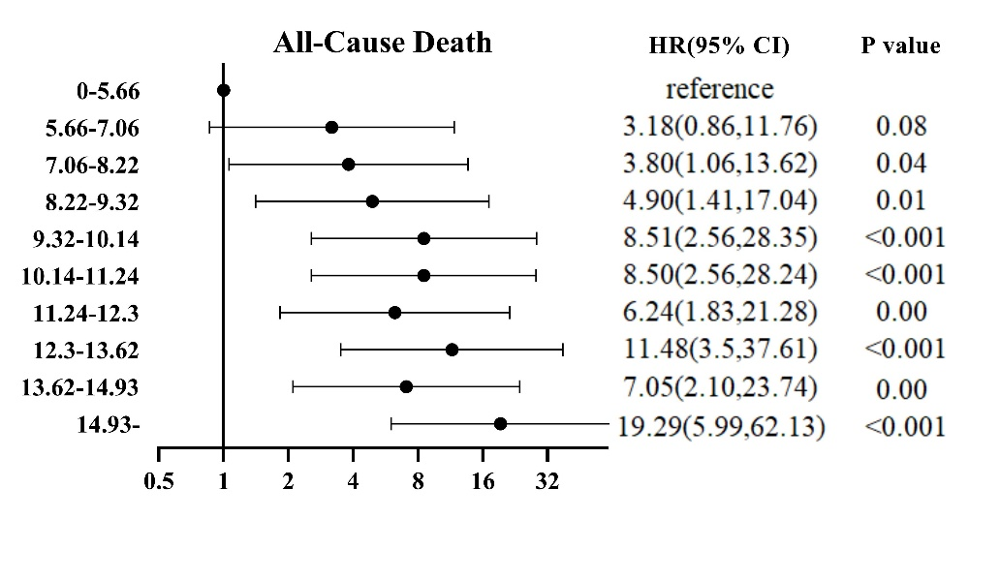 All-Cause Death HR(95% CI) P value
0-5.66 reference
5.66-7.06 3.18(0.86,11.76) 0.08
7.06-8.22 3.80(1.06,13.62) 0.04
8.22-9.32 4.90(1.41,17.04) 0.01
9.32-10.14 8.51(2.56,28.35) <0.001
10.14-11.24 8.50(2.56,28.24) <0.001
11.24-12.3 6.24(1.83,21.28) 0.00
12.3-13.62 11.48(3.5,37.61) <0.001
13.62-14.93 7.05(2.10,23.74) 0.00
14.93- 19.29(5.99,62.13) <0.001
0.5 1 2 4 8 16 32